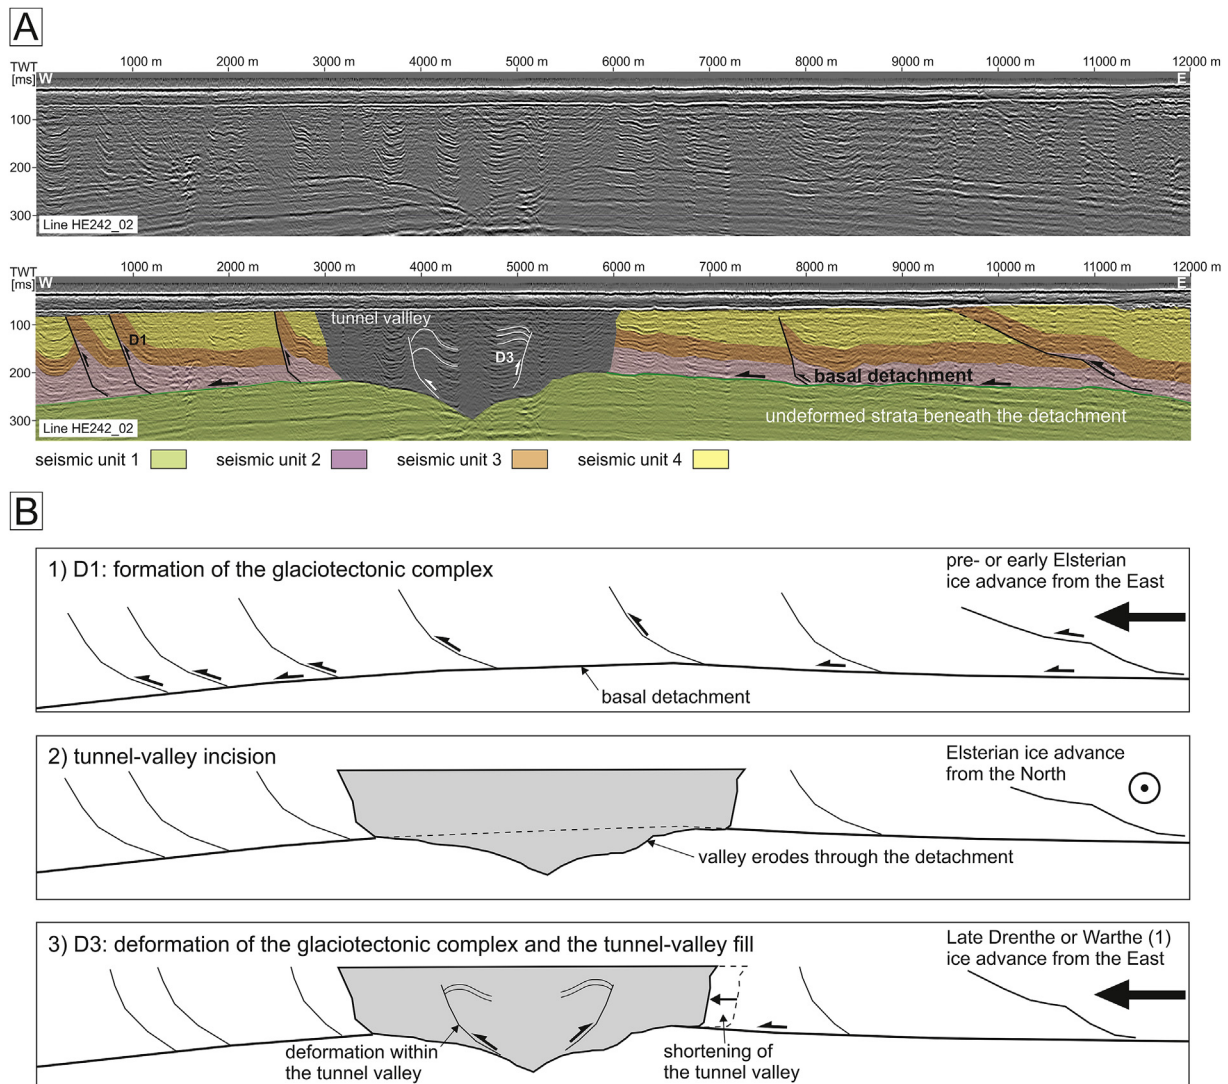 A
TWT
[ms]
1000 m 2000 m 3000 m 4000 m 5000 m 6000 m 7000 m 8000 m 9000 m 10000 m 11000 m 12000 m
W E
100
200
300
Line HE242_02
TWT
[ms]
1000 m 2000 m 3000 m 4000 m 5000 m 6000 m 7000 m 8000 m 9000 m 10000 m 11000 m 12000 m
W E
tunnel vallley
100
D1
D3
200
basal detachment
undeformed strata beneath the detachment
300
Line HE242_02
seismic unit 1 seismic unit 2 seismic unit 3 seismic unit 4
B
1) D1: formation of the glaciotectonic complex
pre- or early Elsterian
ice advance from the East
basal detachment
2) tunnel-valley incision
Elsterian ice advance
from the North
valley erodes through the detachment
3) D3: deformation of the glaciotectonic complex and the tunnel-valley fill
Late Drenthe or Warthe (1)
ice advance from the East
deformation within
the tunnel valley
shortening of
the tunnel valley